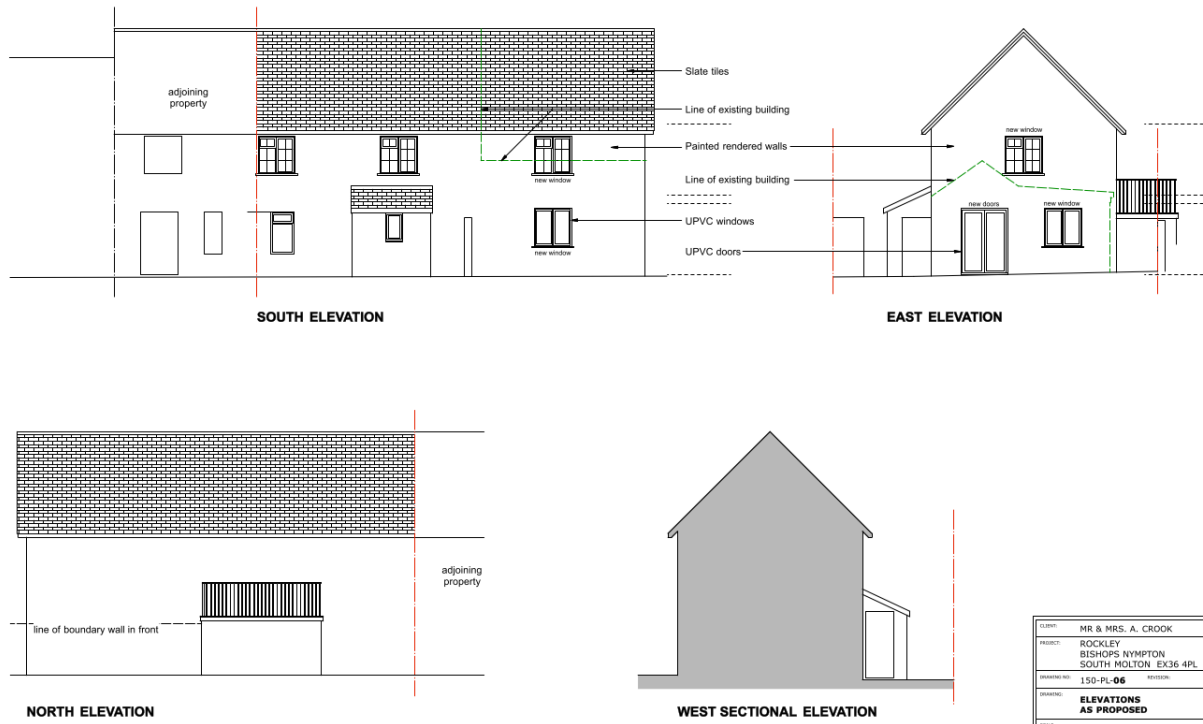 adjoining
property
Slate tiles
Line of existing building
Painted rendered walls
Line of existing building
UPVC windows
UPVC doors
new window
new window
SOUTH ELEVATION
new window
new doors
new window
EAST ELEVATION
adjoining
property
line of boundary wall in front
NORTH ELEVATION
WEST SECTIONAL ELEVATION
CLIENT: MR & MRS. A. CROOK
PROJECT: ROCKLEY
BISHOPS NYMPTON
SOUTH MOLTON EX36 4PL
DRAWING NO: 150-PL-06 REVISION:
DRAWING: ELEVATIONS
AS PROPOSED